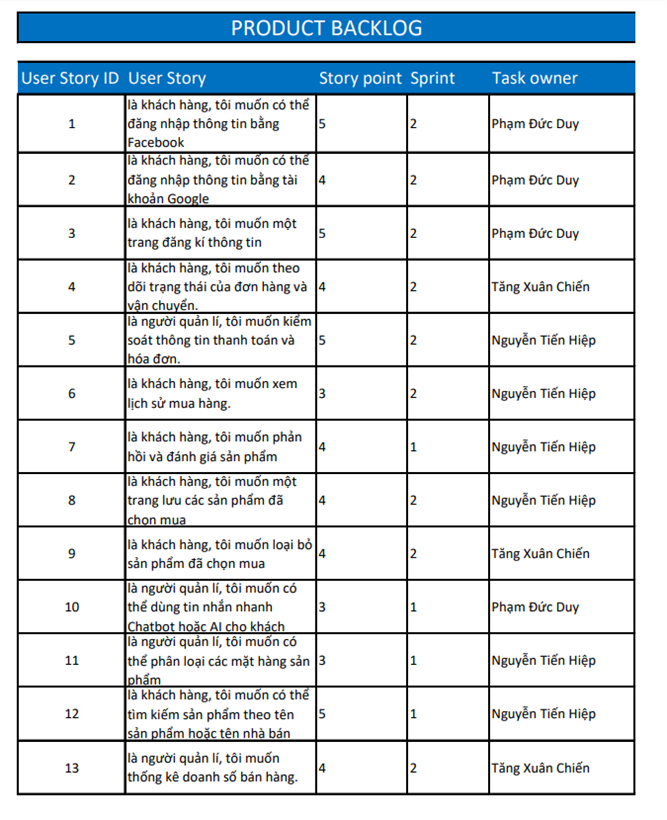 PRODUCT BACKLOG
User Story ID User Story Story point Sprint Task owner
là khách hàng, tôi muốn có thể
1 đăng nhập thông tin bằng 5 2 Phạm Đức Duy
Facebook
là khách hàng, tôi muốn có thể
2 đăng nhập thông tin bằng tài 4 2 Phạm Đức Duy
khoản Google
là khách hàng, tôi muốn một
3 trang đăng kí thông tin 5 2 Phạm Đức Duy
là khách hàng, tôi muốn theo
4 dõi trạng thái của đơn hàng và 4 2 Tăng Xuân Chiến
vận chuyển.
là người quản lí, tôi muốn kiểm
5 soát thông tin thanh toán và 5 2 Nguyễn Tiến Hiệp
hóa đơn.
là khách hàng, tôi muốn xem
6 lịch sử mua hàng. 3 2 Nguyễn Tiến Hiệp
là khách hàng, tôi muốn phản
7 hồi và đánh giá sản phẩm 4 1 Nguyễn Tiến Hiệp
là khách hàng, tôi muốn một
8 trang lưu các sản phẩm đã 4 2 Nguyễn Tiến Hiệp
chọn mua
là khách hàng, tôi muốn loại bỏ
9 sản phẩm đã chọn mua 4 2 Tăng Xuân Chiến
là người quản lí, tôi muốn có
10 thể dùng tin nhắn nhanh 3 1 Phạm Đức Duy
Chatbot hoặc AI cho khách
là người quản lí, tôi muốn có
11 thể phân loại các mặt hàng sản 3 1 Nguyễn Tiến Hiệp
phẩm
là khách hàng, tôi muốn có thể
12 tìm kiếm sản phẩm theo tên 5 1 Nguyễn Tiến Hiệp
sản phẩm hoặc tên nhà bán
là người quản lí, tôi muốn
13 thống kê doanh số bán hàng. 4 2 Tăng Xuân Chiến